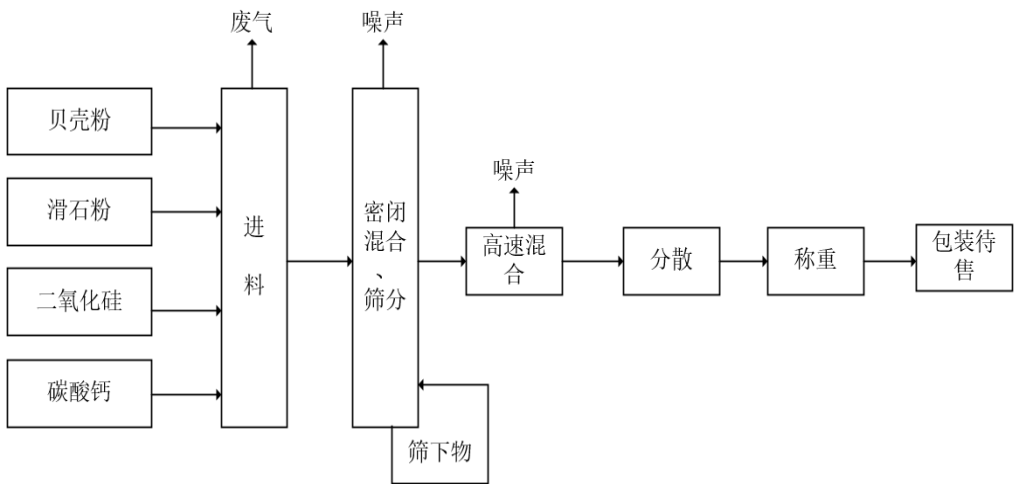 废气
噪声
贝壳粉
滑石粉
二氧化硅
碳酸钙
进
料
密闭
混合
、
筛分
筛下物
噪声
高速混
合
分散
称重
包装待
售